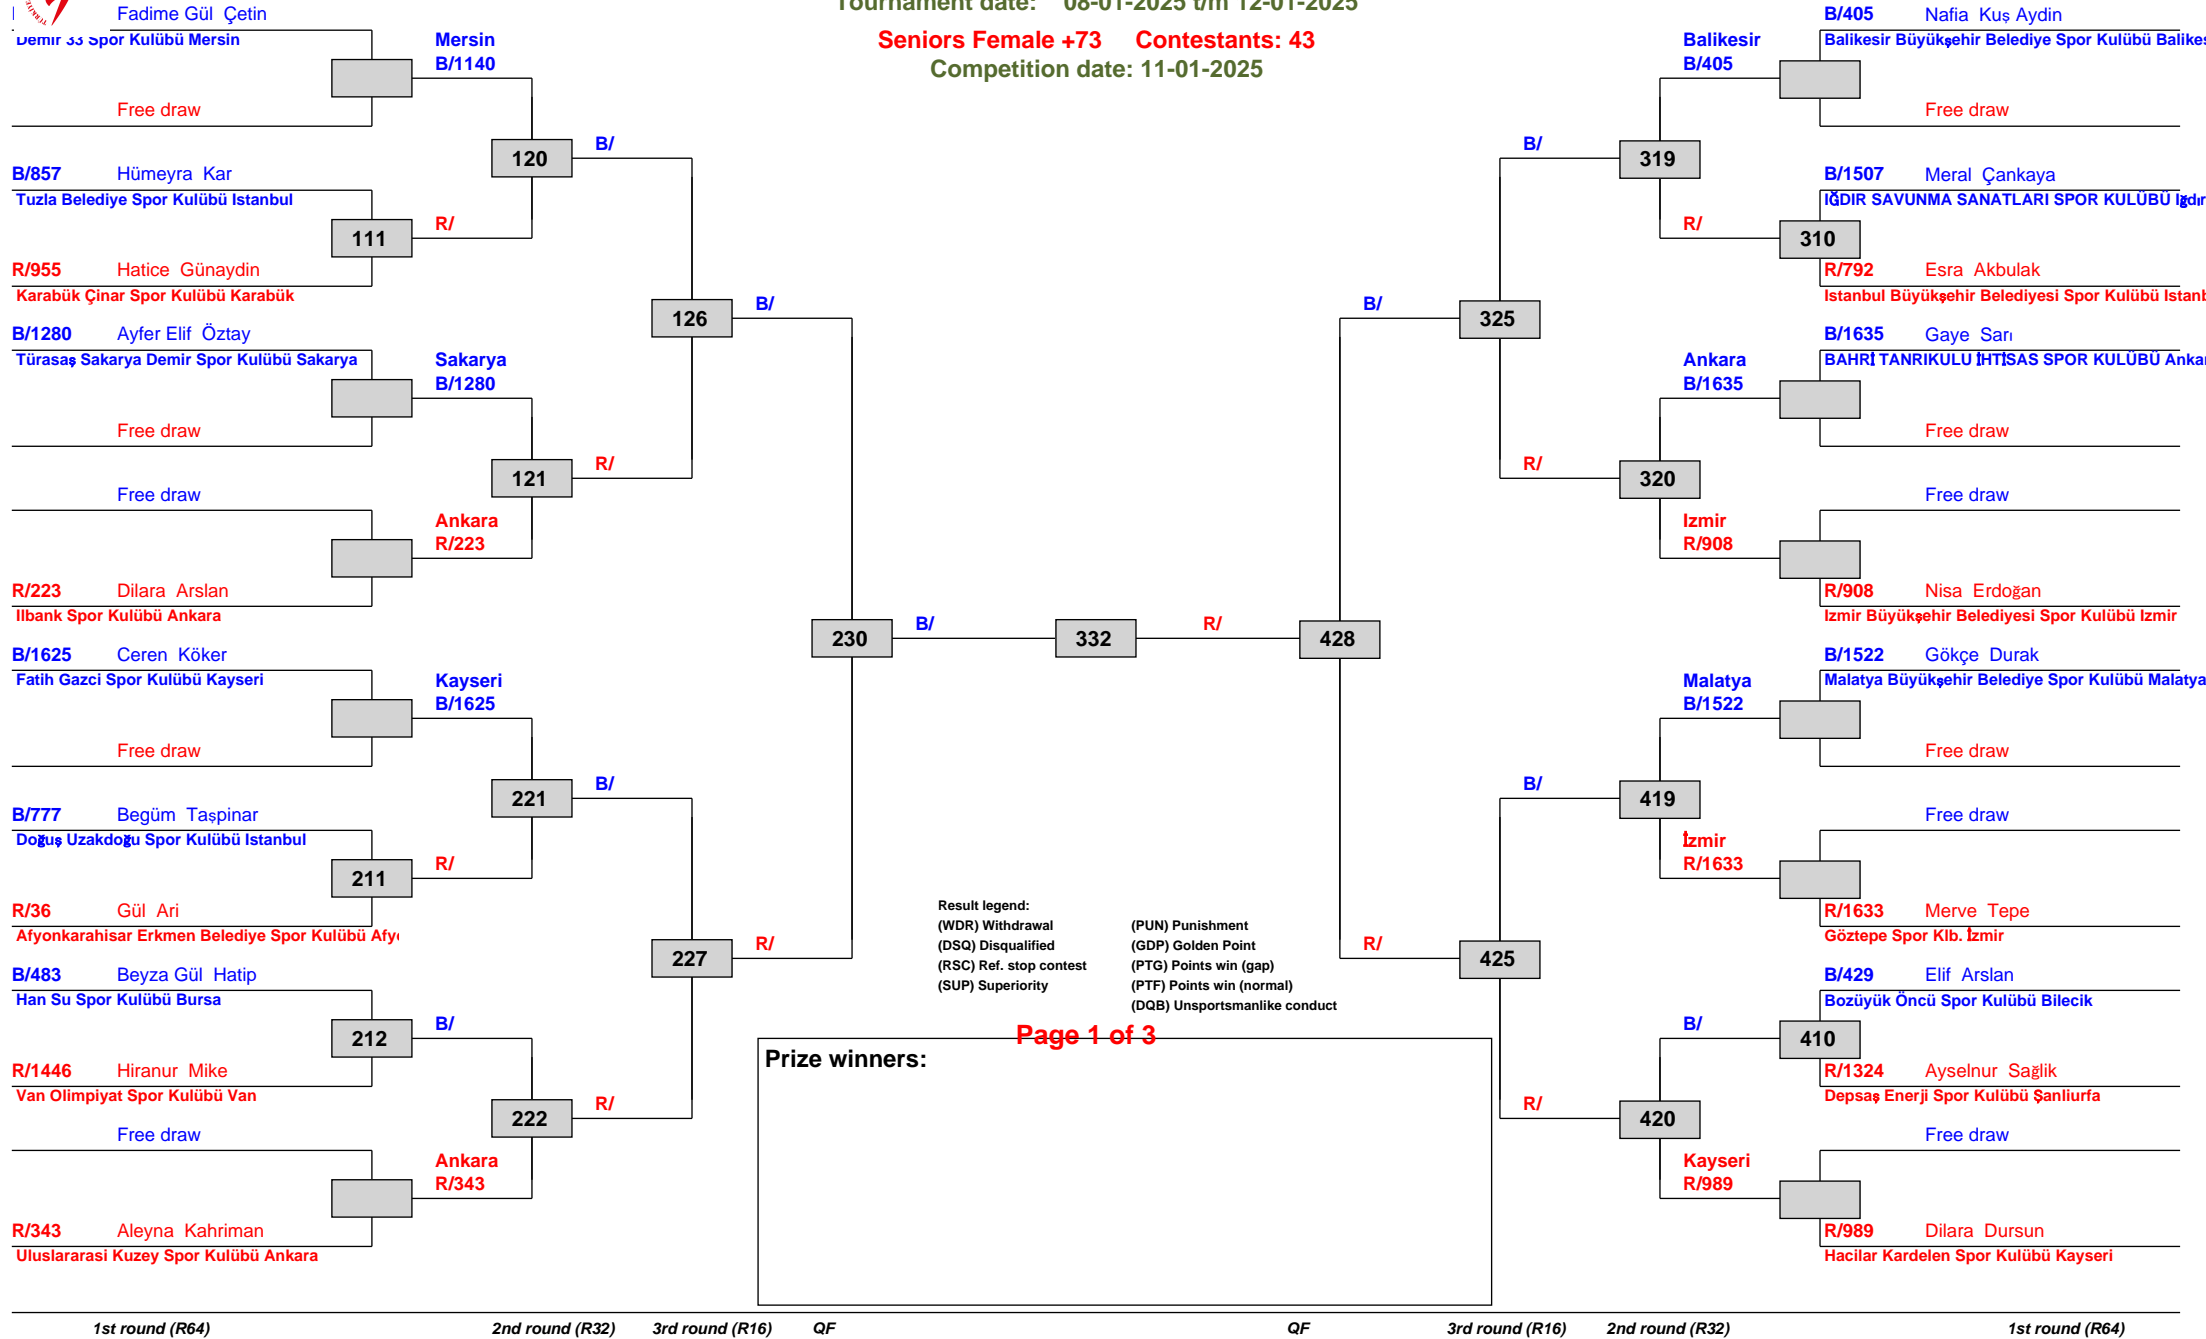 Tournament date: 08-01-2025 t/m 12-01-2025
Seniors Female +73 Contestants: 43
Competition date: 11-01-2025
Fadime Gül Çetin
Demir 33 Spor Kulübü Mersin
Mersin
B/1140
Free draw
120
B/
B/857 Hümeyra Kar
Tuzla Belediye Spor Kulübü Istanbul
111
R/
R/955 Hatice Günaydin
Karabük Çinar Spor Kulübü Karabük
126
B/
B/1280 Ayfer Elif Öztay
Türasaş Sakarya Demir Spor Kulübü Sakarya
Sakarya
B/1280
Free draw
121
R/
Free draw
Ankara
R/223
R/223 Dilara Arslan
Ilbank Spor Kulübü Ankara
230
B/
332
R/
428
B/1625 Ceren Köker
Fatih Gazci Spor Kulübü Kayseri
Kayseri
B/1625
Free draw
221
B/
B/777 Begüm Taşpinar
Doğuş Uzakdoğu Spor Kulübü Istanbul
211
R/
R/36 Gül Ari
Afyonkarahisar Erkmen Belediye Spor Kulübü Afy
227
R/
B/483 Beyza Gül Hatip
Han Su Spor Kulübü Bursa
212
B/
R/1446 Hiranur Mike
Van Olimpiyat Spor Kulübü Van
222
R/
Free draw
Ankara
R/343
R/343 Aleyna Kahriman
Uluslararasi Kuzey Spor Kulübü Ankara
B/405 Nafia Kuş Aydin
Balikesir Büyükşehir Belediye Spor Kulübü Balikes
Balikesir
B/405
Free draw
B/
319
B/1507 Meral Çankaya
IĞDIR SAVUNMA SANATLARI SPOR KULÜBÜ Iğdır
R/
310
R/792 Esra Akbulak
Istanbul Büyükşehir Belediyesi Spor Kulübü Istanb
B/
325
B/1635 Gaye Sarı
BAHRİ TANRIKULU İHTİSAS SPOR KULÜBÜ Ankar
Ankara
B/1635
Free draw
R/
320
Free draw
Izmir
R/908
R/908 Nisa Erdoğan
Izmir Büyükşehir Belediyesi Spor Kulübü Izmir
B/1522 Gökçe Durak
Malatya Büyükşehir Belediye Spor Kulübü Malatya
Malatya
B/1522
Free draw
B/
419
Free draw
İzmir
R/1633
R/1633 Merve Tepe
Göztepe Spor Klb. İzmir
R/
425
B/429 Elif Arslan
Bozüyük Öncü Spor Kulübü Bilecik
B/
410
R/1324 Ayselnur Sağlik
Depsaş Enerji Spor Kulübü Şanliurfa
R/
420
Free draw
Kayseri
R/989
R/989 Dilara Dursun
Hacilar Kardelen Spor Kulübü Kayseri
Result legend:
(WDR) Withdrawal (PUN) Punishment
(DSQ) Disqualified (GDP) Golden Point
(RSC) Ref. stop contest (PTG) Points win (gap)
(SUP) Superiority (PTF) Points win (normal)
(DQB) Unsportsmanlike conduct
Page 1 of 3
Prize winners:
1st round (R64) 2nd round (R32) 3rd round (R16) QF QF 3rd round (R16) 2nd round (R32) 1st round (R64)